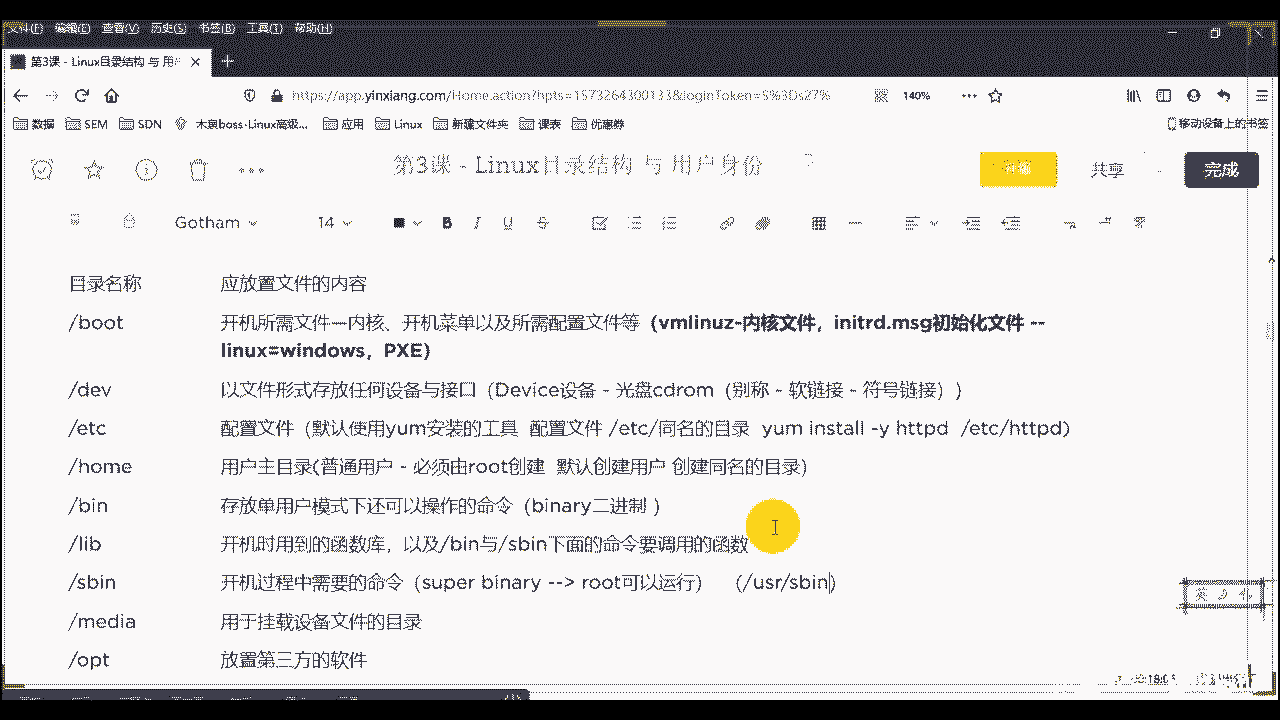 文件(F) 编辑(E) 查看(V) 历史(S) 书签(B) 工具(T) 帮助(H)
第3课 - Linux目录结构 与 用户
https://app.yinxiang.com/Home.action?hpts=1573264300133&loginToken=S%3Ds27%
140%
数据 SEM SDN 木泉boss-Linux高级... 应用 Linux 新建文件夹 课表 优惠券 移动设备上的书签
第3课 - Linux目录结构 与 用户身份
共享 完成
Gotham 14 B I U S
目录名称 应放置文件的内容
/boot 开机所需文件—内核、开机菜单以及所需配置文件等（vmlinuz-内核文件，initrd.msg初始化文件 --
linux=windows，PXE）
/dev 以文件形式存放任何设备与接口（Device设备 - 光盘cdrom（别称 - 软链接 - 符号链接））
/etc 配置文件（默认使用yum安装的工具 配置文件 /etc/同名的目录 yum install -y httpd /etc/httpd）
/home 用户主目录(普通用户 - 必须由root创建 默认创建用户 创建同名的目录)
/bin 存放单用户模式下还可以操作的命令（binary二进制 ）
/lib 开机时用到的函数库，以及/bin与/sbin下面的命令要调用的函数
/sbin 开机过程中需要的命令（super binary --> root可以运行） （/usr/sbin）
/media 用于挂载设备文件的目录
/opt 放置第三方的软件